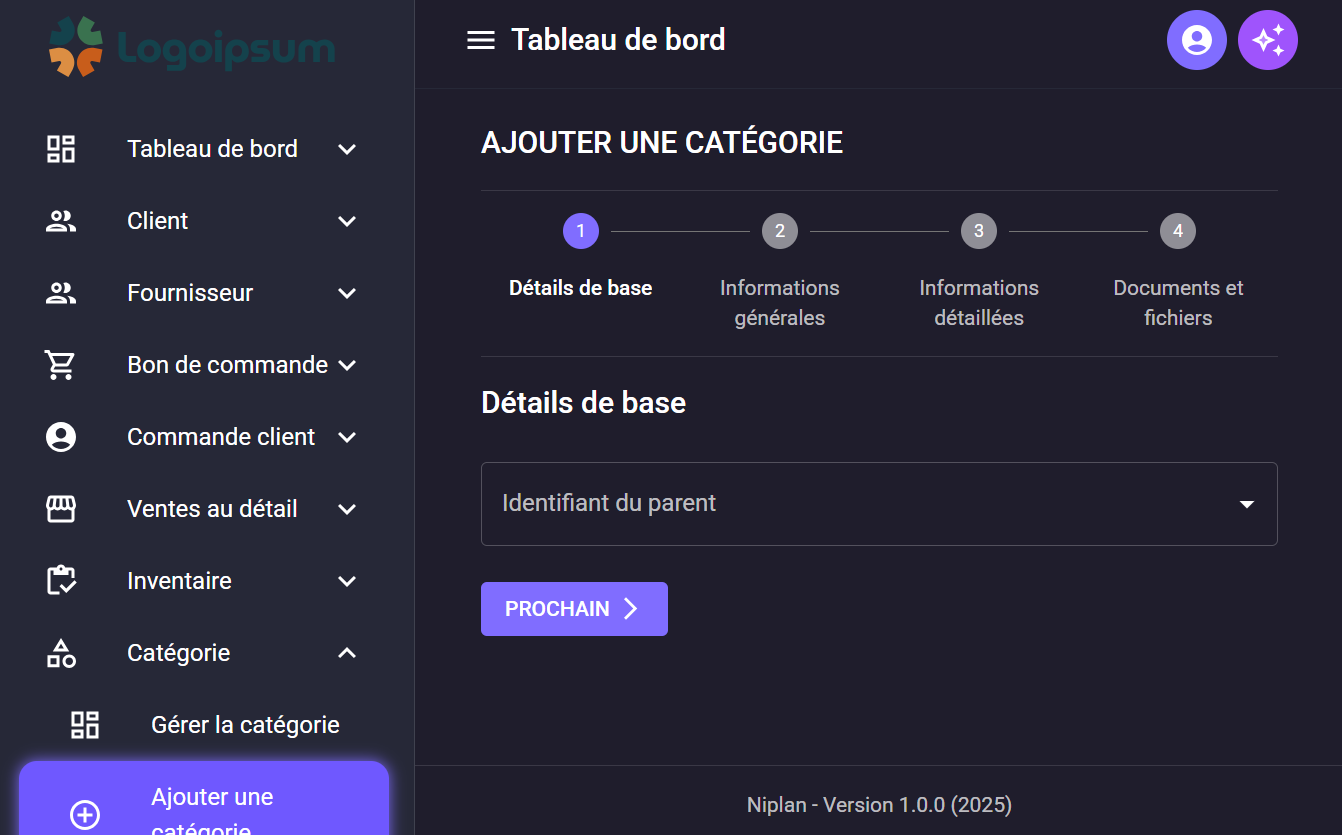 Logoipsum
Tableau de bord
Client
Fournisseur
Bon de commande
Commande client
Ventes au détail
Inventaire
Catégorie
Gérer la catégorie
Ajouter une
catégorie
Tableau de bord
AJOUTER UNE CATÉGORIE
1
2
3
4
Détails de base
Informations
générales
Informations
détaillées
Documents et
fichiers
Détails de base
Identifiant du parent
PROCHAIN
Niplan - Version 1.0.0 (2025)